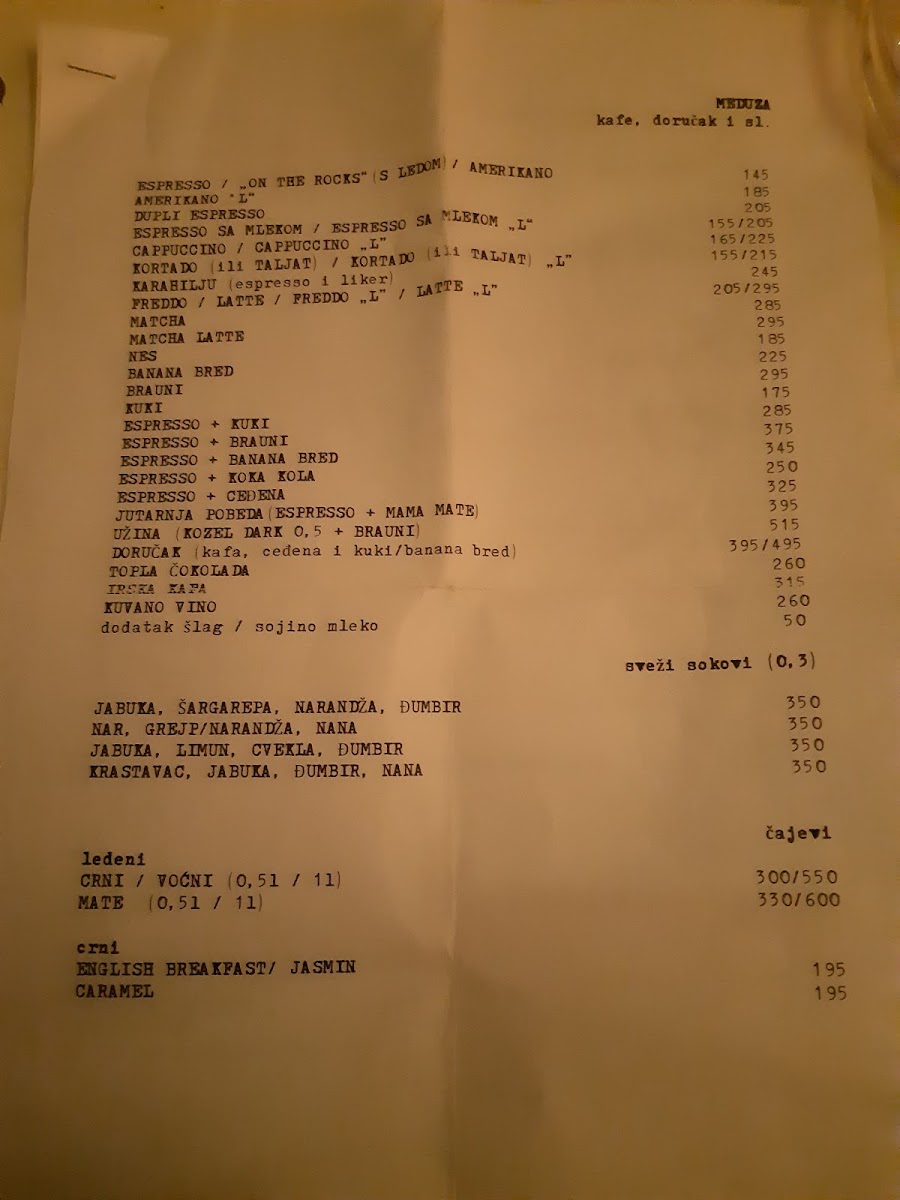 MEDUZA
kafe, doručak i sl.
ESPRESSO / „ON THE ROCKS" (S LEDOM) / AMERIKANO 145
AMERIKANO "L" 185
DUPLI ESPRESSO 205
ESPRESSO SA MLEKOM / ESPRESSO SA MLEKOM „L" 155/205
CAPPUCCINO / CAPPUCCINO „L" 165/225
KORTADO (ili TALJAT) / KORTADO (ili TALJAT) „L" 155/215
KARAHILJU (espresso i liker) 245
FREDDO / LATTE / FREDDO „L" / LATTE „L" 205/295
MATCHA 285
MATCHA LATTE 295
NES 185
BANANA BRED 225
BRAUNI 295
KUKI 175
ESPRESSO + KUKI 285
ESPRESSO + BRAUNI 375
ESPRESSO + BANANA BRED 345
ESPRESSO + KOKA KOLA 250
ESPRESSO + CEĐENA 325
JUTARNJA POBEDA (ESPRESSO + MAMA MATE) 395
UŽINA (KOZEL DARK 0,5 + BRAUNI) 515
DORUČAK (kafa, ceđena i kuki/banana bred) 395/495
TOPLA ČOKOLADA 260
IRSKA KAFA 315
KUVANO VINO 260
dodatak šlag / sojino mleko 50
sveži sokovi (0,3)
JABUKA, ŠARGAREPA, NARANDŽA, ĐUMBIR 350
NAR, GREJP/NARANDŽA, NANA 350
JABUKA, LIMUN, CVEKLA, ĐUMBIR 350
KRASTAVAC, JABUKA, ĐUMBIR, NANA 350
čajevi
ledeni
CRNI / VOĆNI (0,5l / 1l) 300/550
MATE (0,5l / 1l) 330/600
crni
ENGLISH BREAKFAST/ JASMIN 195
CARAMEL 195